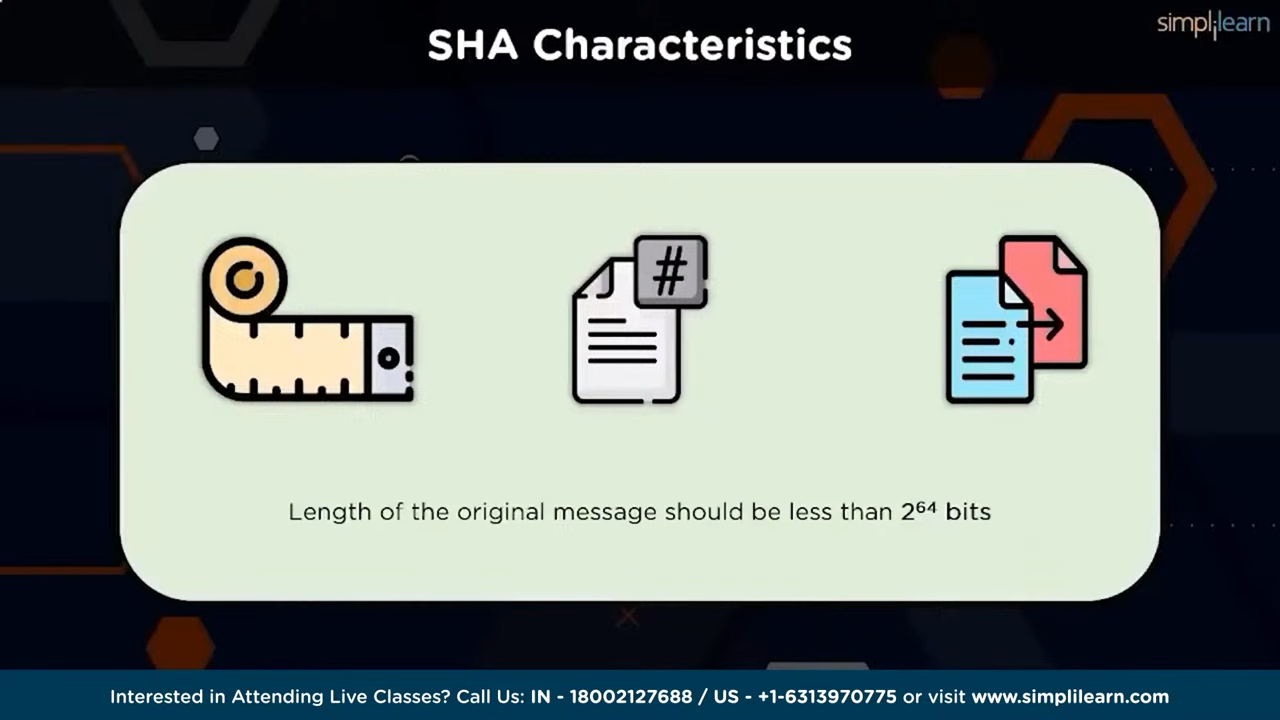 SHA Characteristics
simplilearn
#
Length of the original message should be less than 2⁶⁴ bits
Interested in Attending Live Classes? Call Us: IN - 18002127688 / US - +1-6313970775 or visit www.simplilearn.com